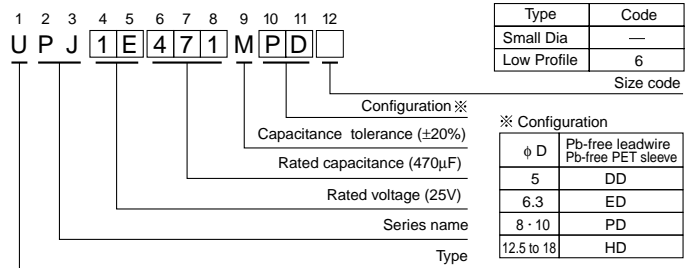 1 2 3 4 5 6 7 8 9 10 11 12
U P J 1 E 4 7 1 M P D
Type Code
Small Dia —
Low Profile 6
Size code
Configuration ※
Capacitance tolerance (±20%)
Rated capacitance (470µF)
Rated voltage (25V)
Series name
Type
※ Configuration
ϕ D Pb-free leadwire
Pb-free PET sleeve
5 DD
6.3 ED
8 · 10 PD
12.5 to 18 HD